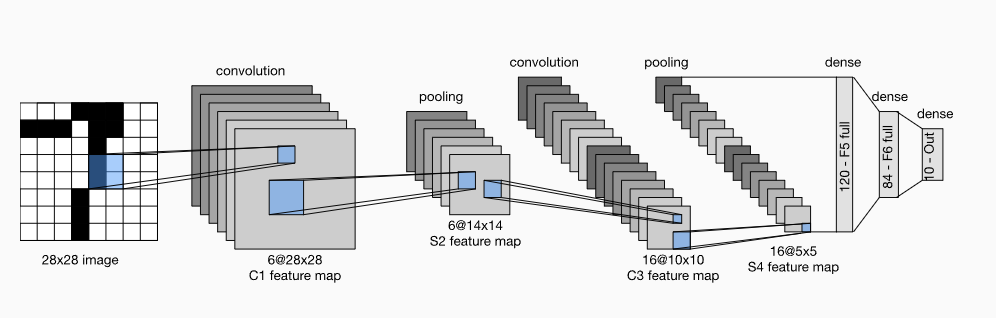 convolution
pooling
convolution
pooling
dense
dense
dense
28x28 image
6@28x28
C1 feature map
6@14x14
S2 feature map
16@10x10
C3 feature map
16@5x5
S4 feature map
120 - F5 full
84 - F6 full
10 - Out